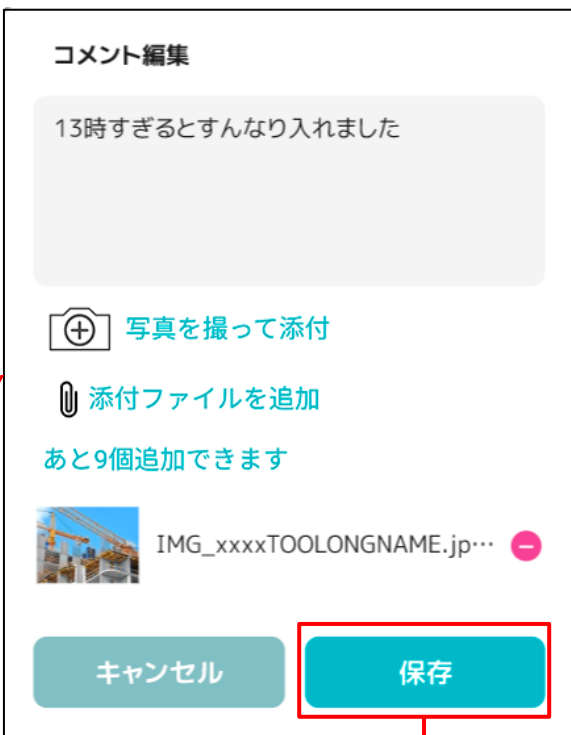 コメント編集
13時すぎるとすんなり入れました
写真を撮って添付
添付ファイルを追加
あと9個追加できます
IMG_xxxxTOOLONGNAME.jp…
キャンセル
保存